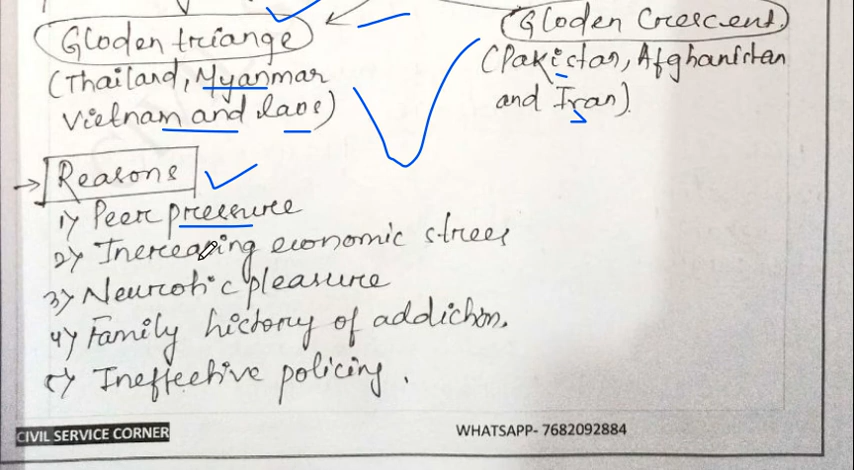 Gloden triange
(Thailand, Myanmar
Vietnam and laos)
Gloden Crescent
(Pakistan, Afghanistan
and Iran).
Reasons
1) Peer pressure
2) Increasing economic stress
3) Neurotic pleasure
4) Family history of addiction.
5) Ineffective policing.
CIVIL SERVICE CORNER
WHATSAPP- 7682092884